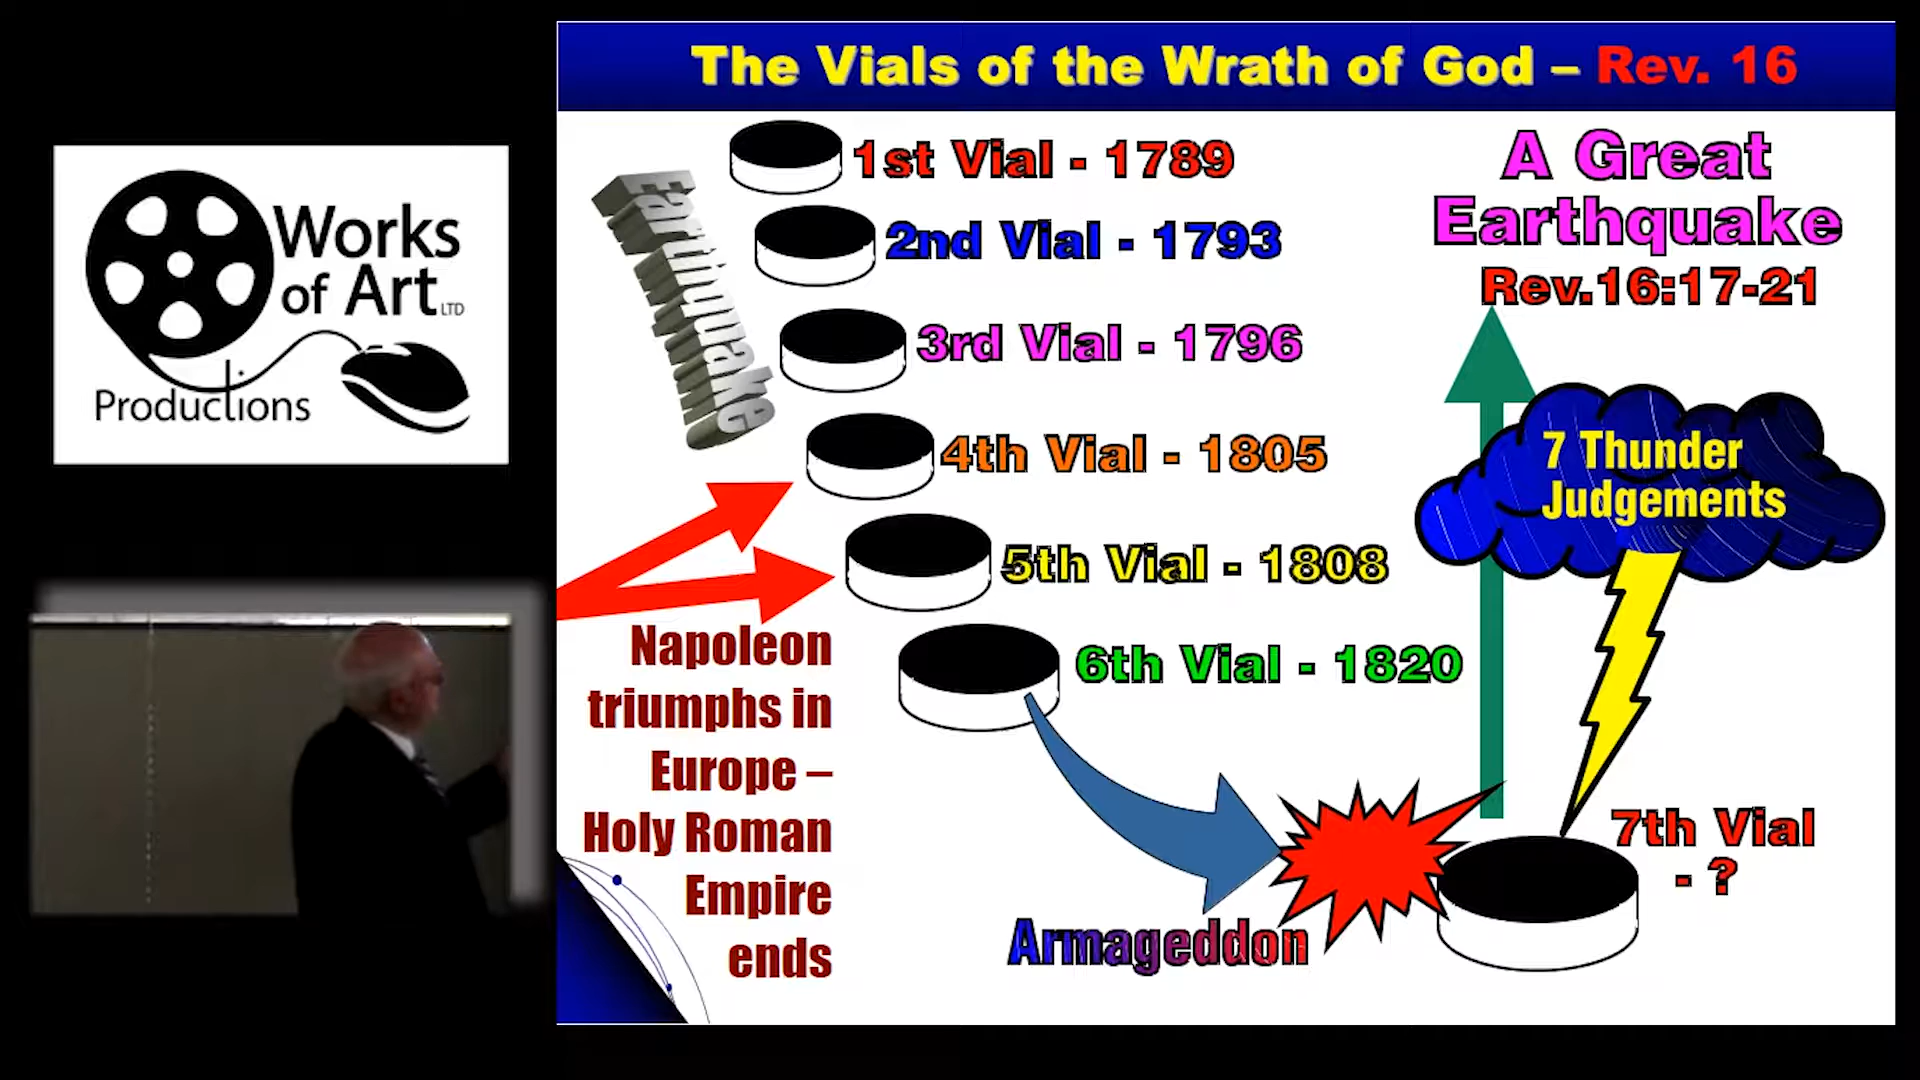 The Vials of the Wrath of God – Rev. 16
Works
of Art LTD
Productions
Earthquake
1st Vial - 1789
2nd Vial - 1793
3rd Vial - 1796
4th Vial - 1805
5th Vial - 1808
6th Vial - 1820
A Great
Earthquake
Rev.16:17-21
7 Thunder
Judgements
Napoleon
triumphs in
Europe –
Holy Roman
Empire
ends
Armageddon
7th Vial
- ?